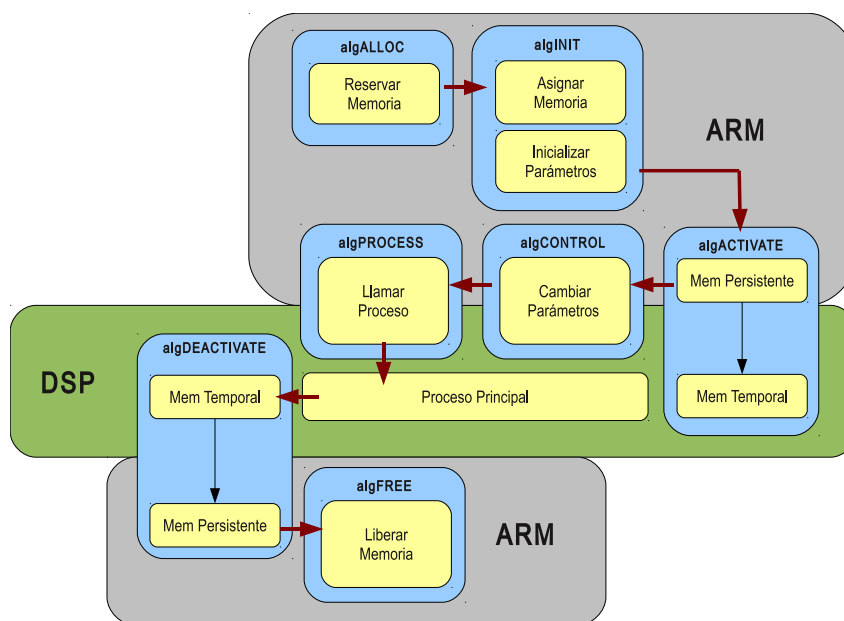 algALLOC
Reservar
Memoria
algINIT
Asignar
Memoria
Inicializar
Parámetros
ARM
algPROCESS
Llamar
Proceso
algCONTROL
Cambiar
Parámetros
algACTIVATE
Mem Persistente
Mem Temporal
DSP
algDEACTIVATE
Mem Temporal
Proceso Principal
Mem Persistente
algFREE
Liberar
Memoria
ARM